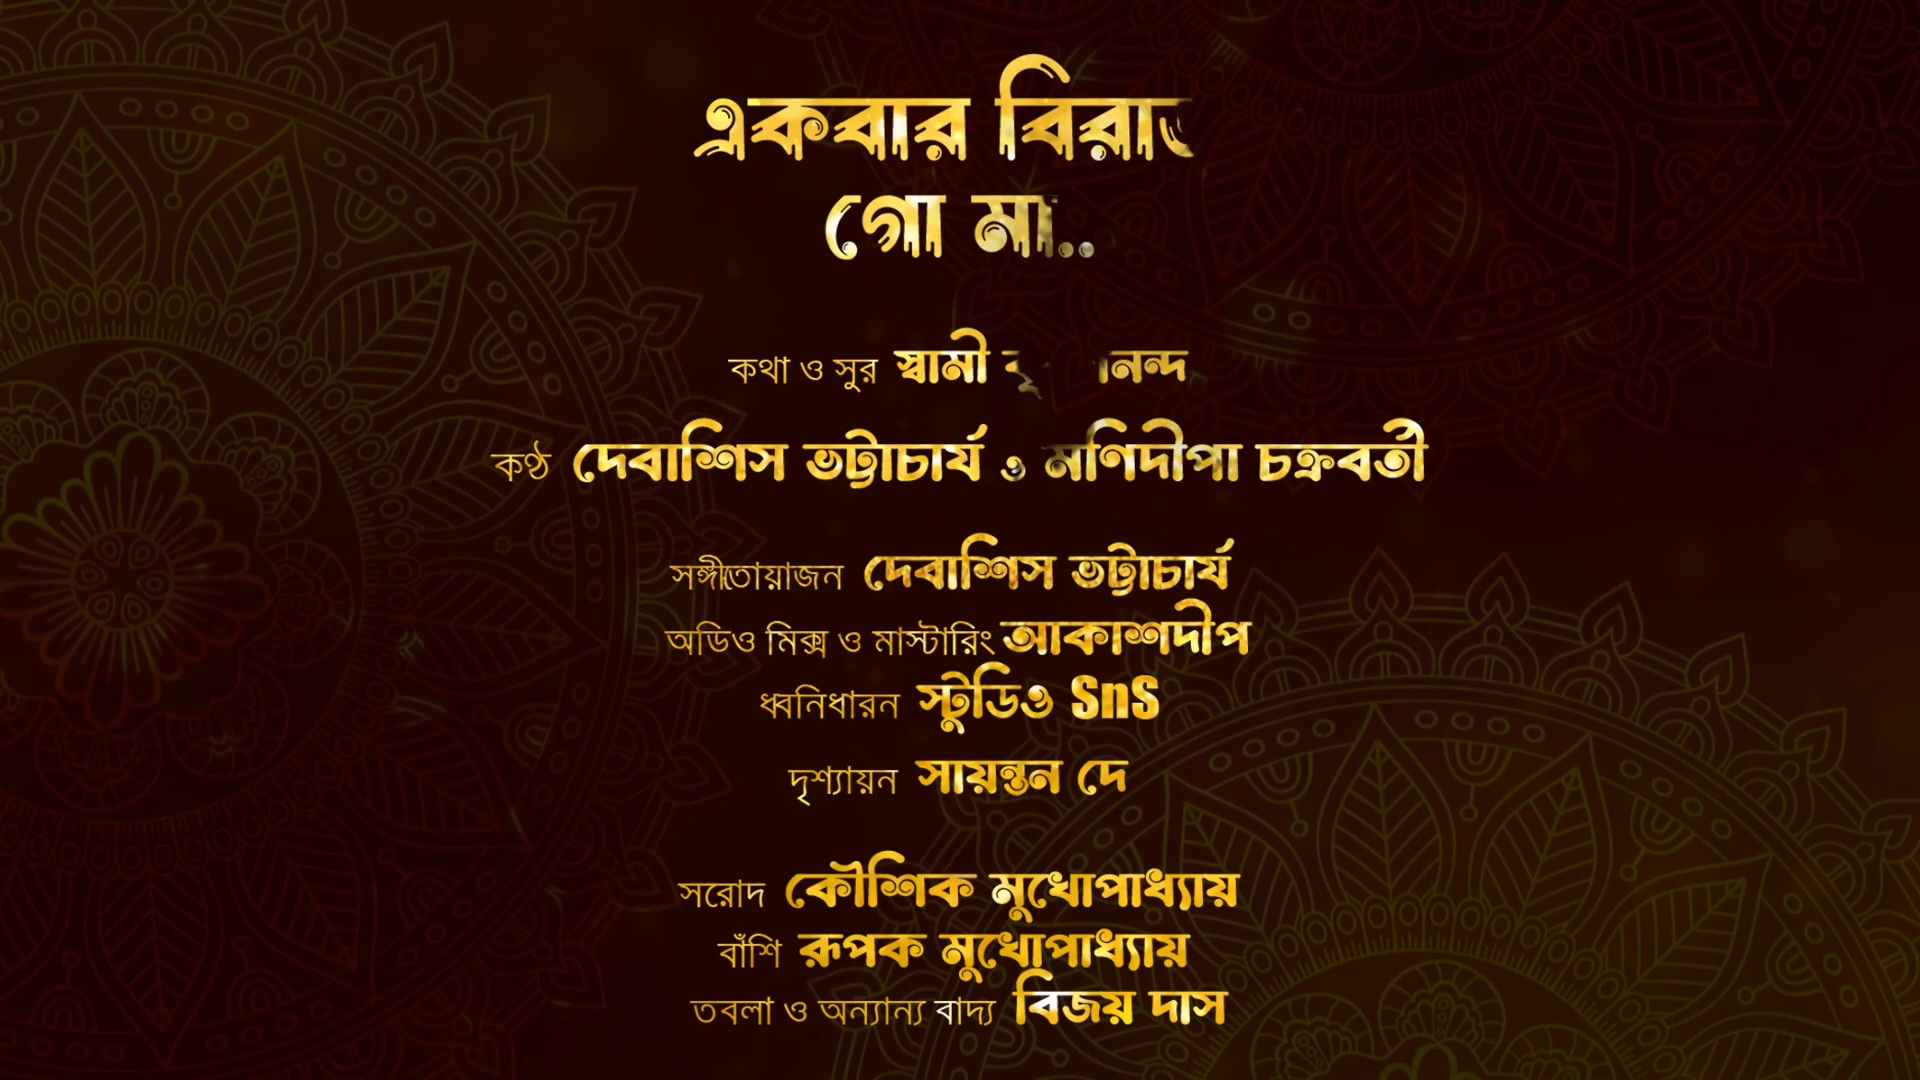 একবার
গো মা..
কথা ও সুর স্বামী
কণ্ঠ দেবাশিস ভট্টাচার্য ও মণিদীপা চক্রবর্তী
সঙ্গীতোয়াজন দেবাশিস ভট্টাচার্য
অডিও মিক্স ও মাস্টারিং আকাশদীপ
ধ্বনিধারন স্টুডিও SnS
দৃশ্যায়ন সায়ন্তন দে
সরোদ কৌশিক মুখোপাধ্যায়
বাঁশি রূপক মুখোপাধ্যায়
তবলা ও অন্যান্য বাদ্য বিজয় দাস